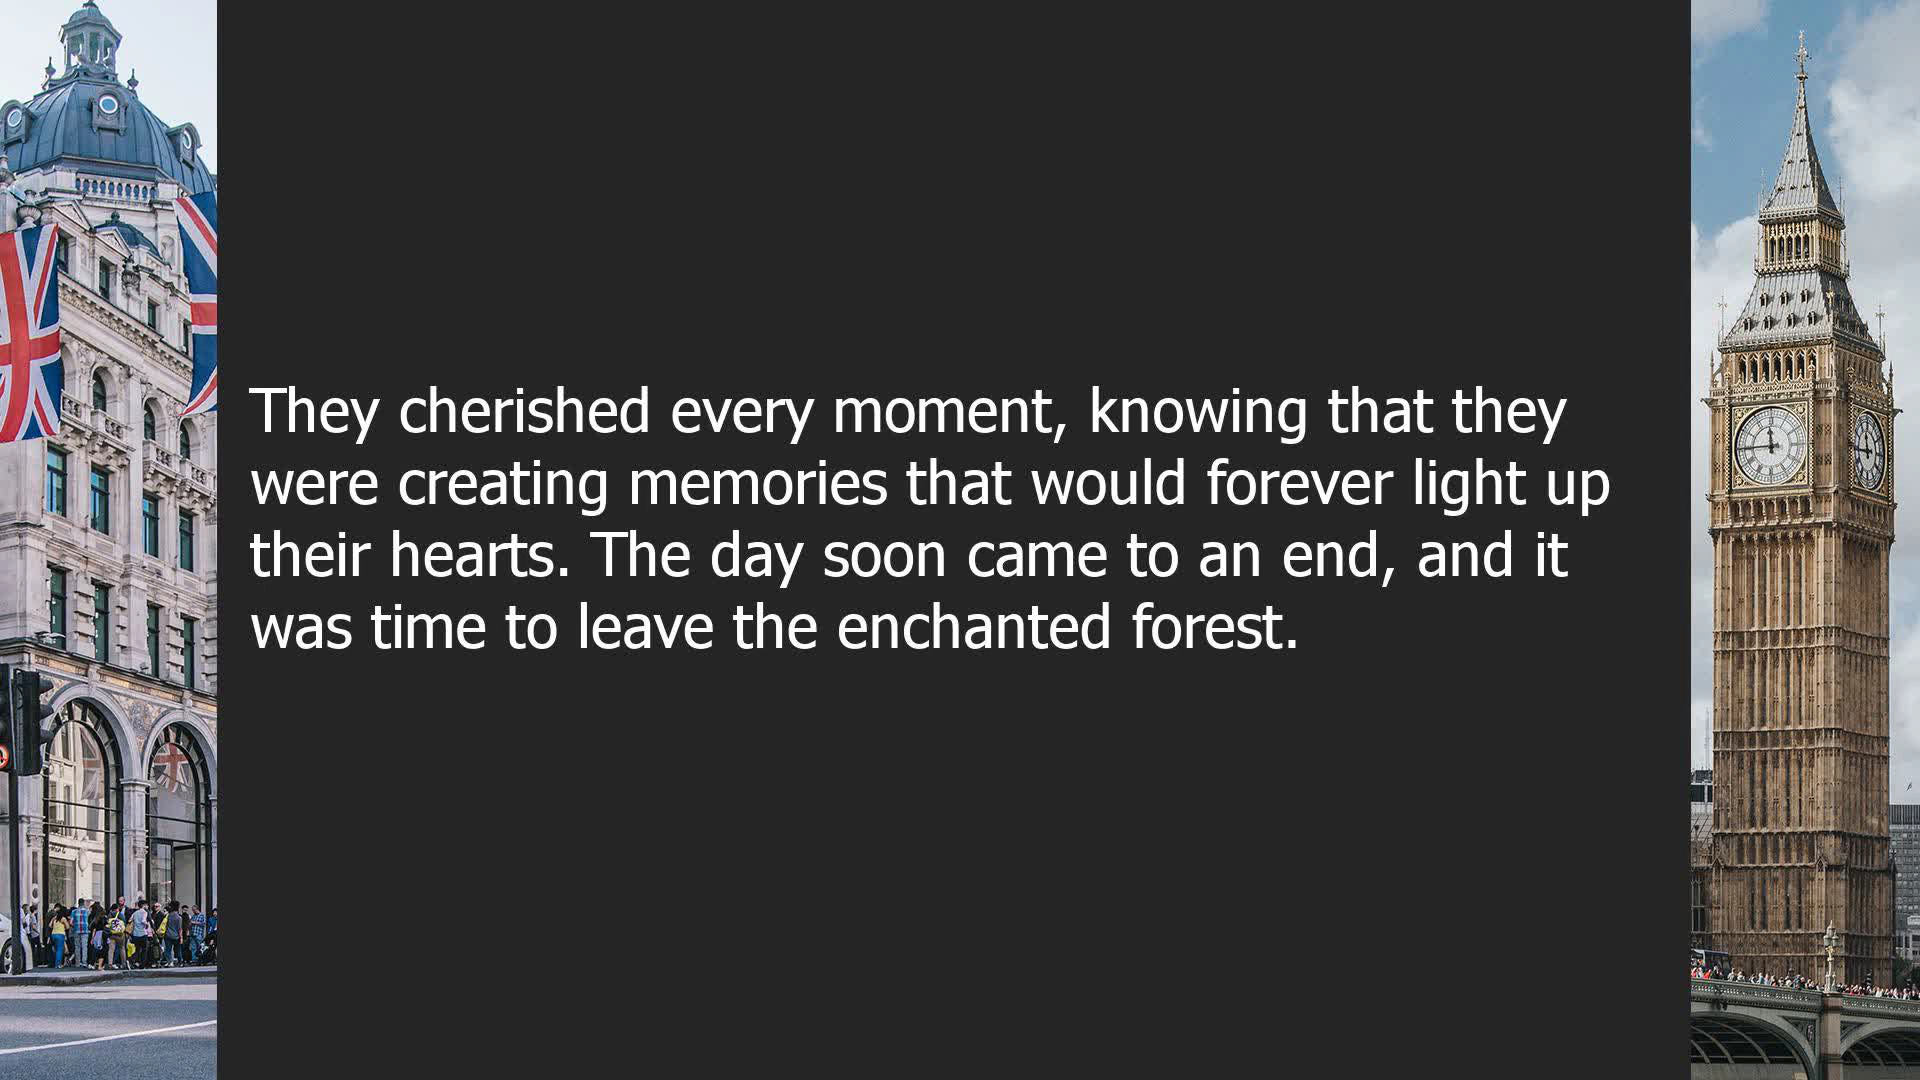 They cherished every moment, knowing that they
were creating memories that would forever light up
their hearts. The day soon came to an end, and it
was time to leave the enchanted forest.